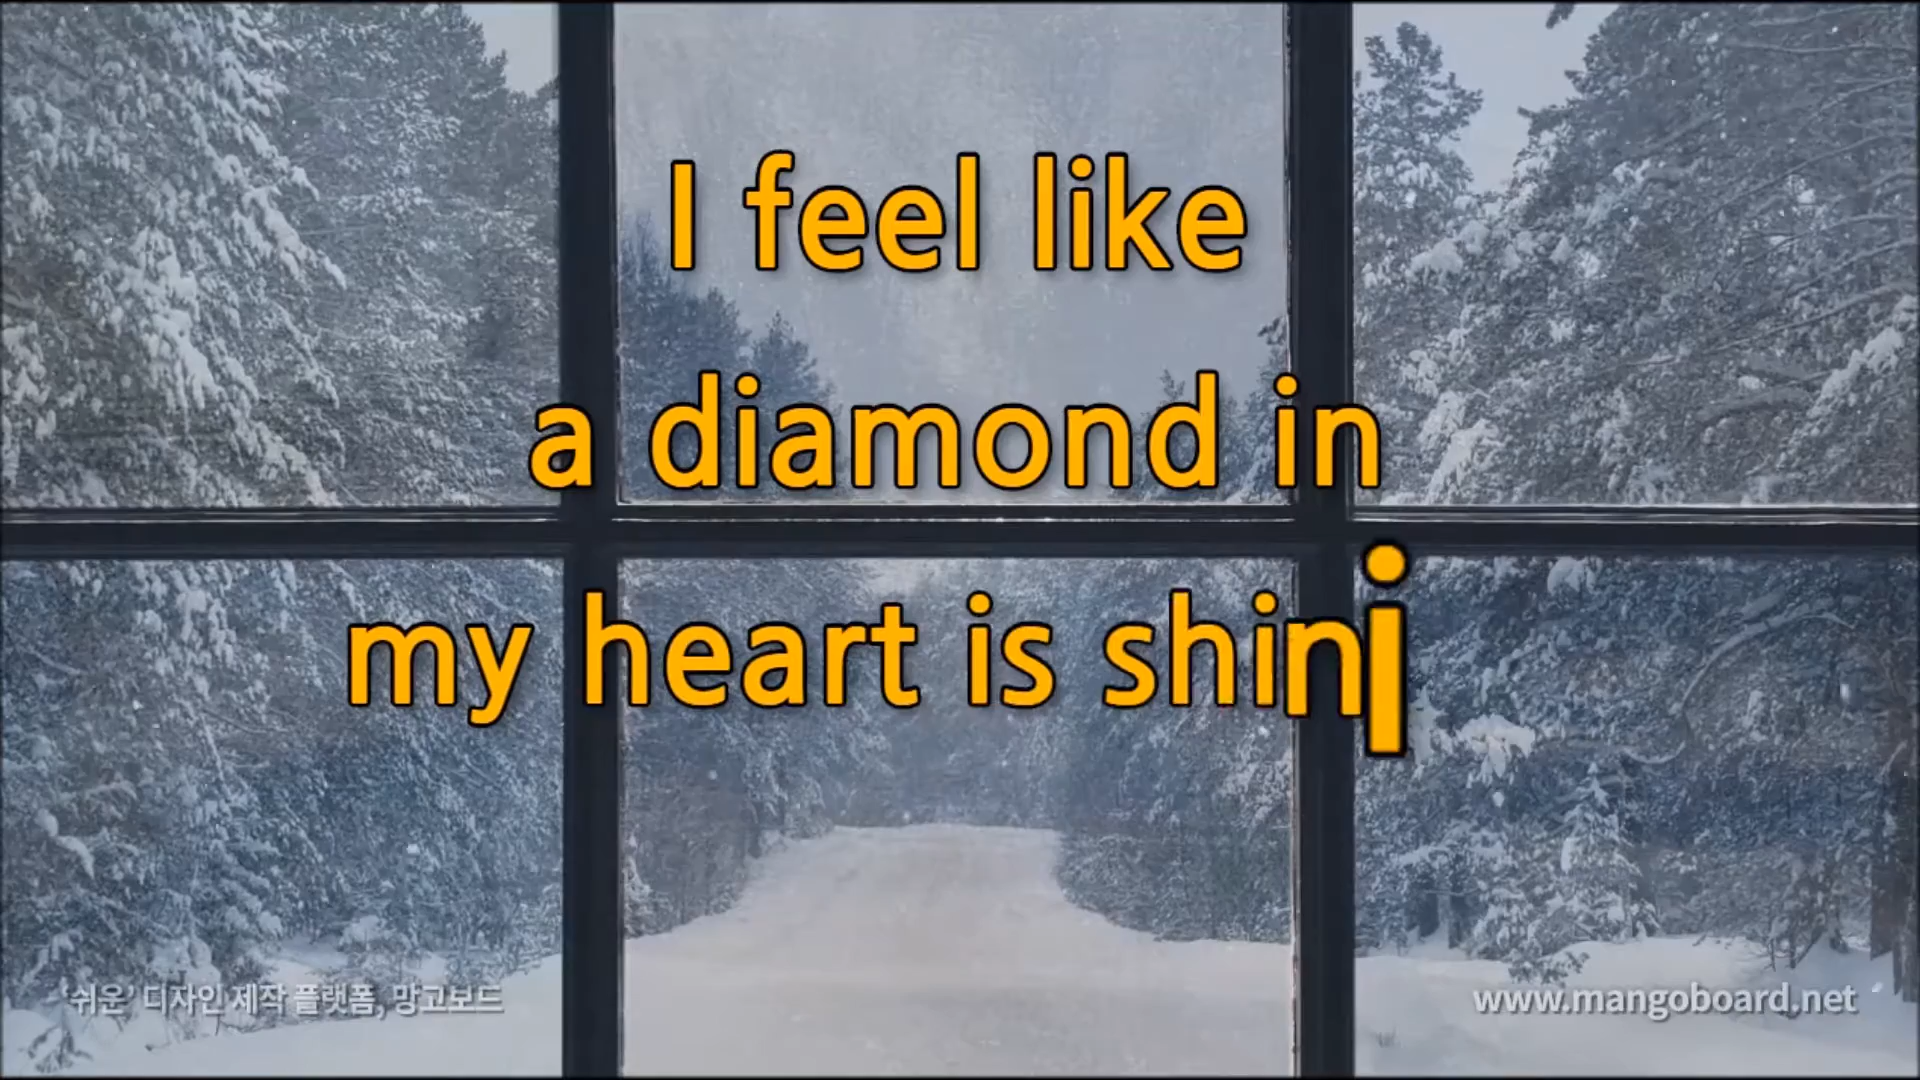 I feel like
a diamond in
my heart is shini
'쉬운' 디자인 제작 플랫폼, 망고보드
www.mangoboard.net